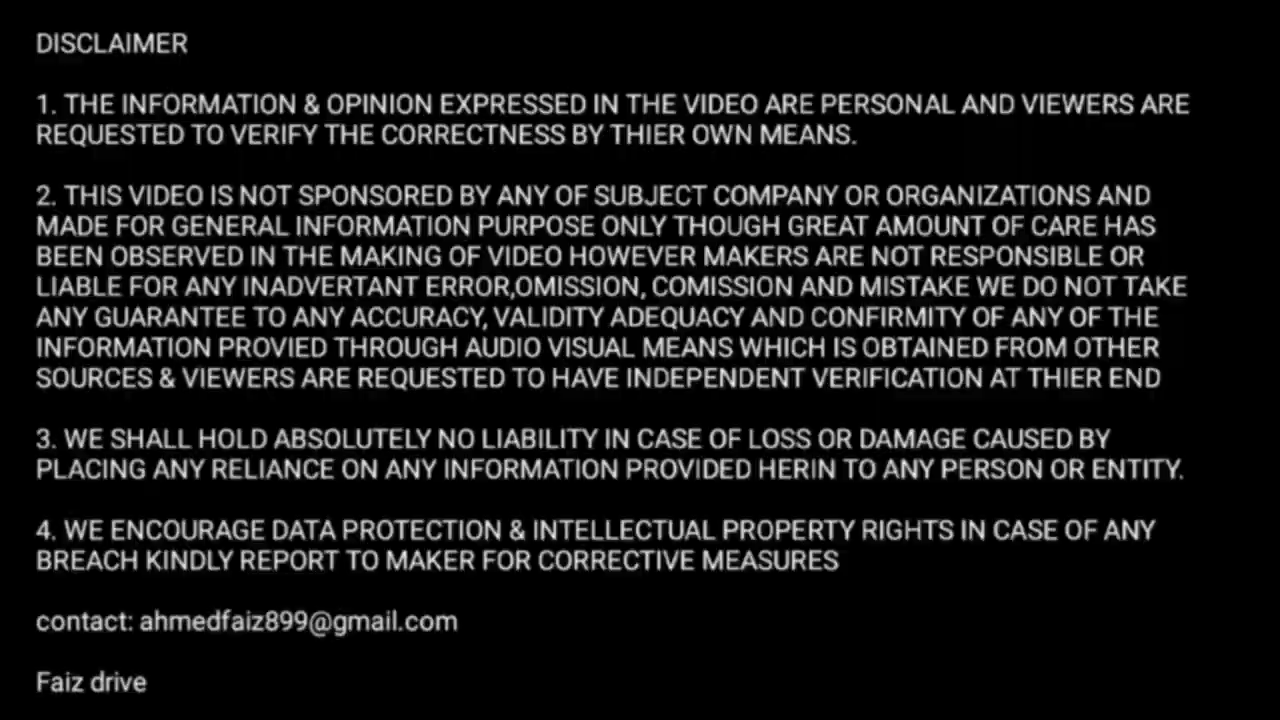 DISCLAIMER
1. THE INFORMATION & OPINION EXPRESSED IN THE VIDEO ARE PERSONAL AND VIEWERS ARE
REQUESTED TO VERIFY THE CORRECTNESS BY THIER OWN MEANS.
2. THIS VIDEO IS NOT SPONSORED BY ANY OF SUBJECT COMPANY OR ORGANIZATIONS AND
MADE FOR GENERAL INFORMATION PURPOSE ONLY THOUGH GREAT AMOUNT OF CARE HAS
BEEN OBSERVED IN THE MAKING OF VIDEO HOWEVER MAKERS ARE NOT RESPONSIBLE OR
LIABLE FOR ANY INADVERTANT ERROR,OMISSION, COMISSION AND MISTAKE WE DO NOT TAKE
ANY GUARANTEE TO ANY ACCURACY, VALIDITY ADEQUACY AND CONFIRMITY OF ANY OF THE
INFORMATION PROVIED THROUGH AUDIO VISUAL MEANS WHICH IS OBTAINED FROM OTHER
SOURCES & VIEWERS ARE REQUESTED TO HAVE INDEPENDENT VERIFICATION AT THIER END
3. WE SHALL HOLD ABSOLUTELY NO LIABILITY IN CASE OF LOSS OR DAMAGE CAUSED BY
PLACING ANY RELIANCE ON ANY INFORMATION PROVIDED HERIN TO ANY PERSON OR ENTITY.
4. WE ENCOURAGE DATA PROTECTION & INTELLECTUAL PROPERTY RIGHTS IN CASE OF ANY
BREACH KINDLY REPORT TO MAKER FOR CORRECTIVE MEASURES
contact: ahmedfaiz899@gmail.com
Faiz drive